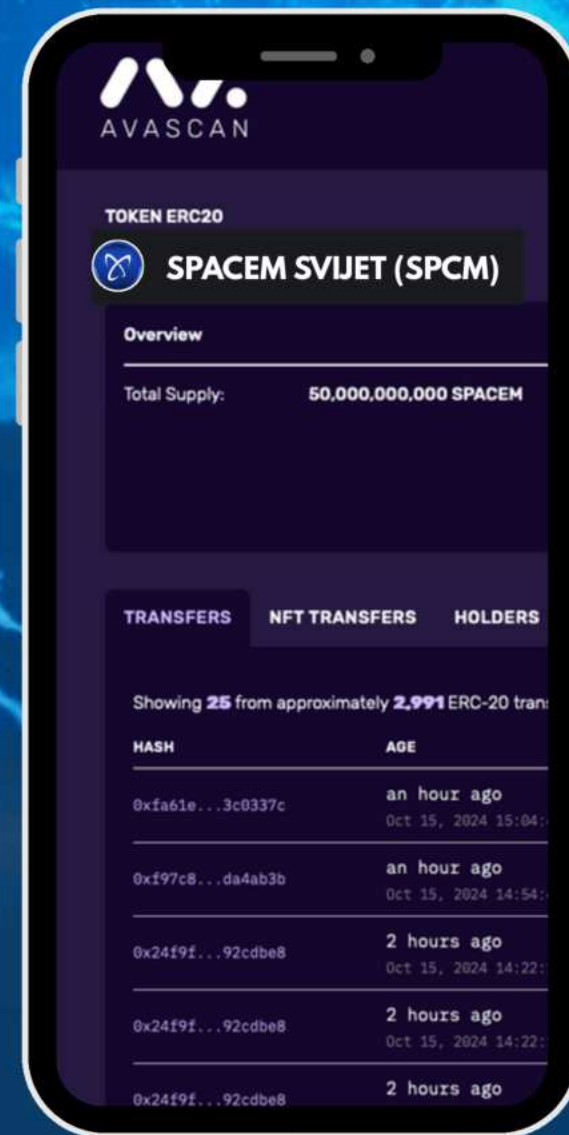 AVASCAN
TOKEN ERC20
SPACEM SVIJET (SPCM)
Overview
Total Supply: 50,000,000,000 SPACEM
TRANSFERS NFT TRANSFERS HOLDERS
Showing 25 from approximately 2,991 ERC-20 trans
HASH AGE
0xfa61e...3c0337c an hour ago
Oct 15, 2024 15:04:
0xf97c8...da4ab3b an hour ago
Oct 15, 2024 14:54:
0x24f9f...92cdbe8 2 hours ago
Oct 15, 2024 14:22:
0x24f9f...92cdbe8 2 hours ago
Oct 15, 2024 14:22:
0x24f9f...92cdbe8 2 hours ago